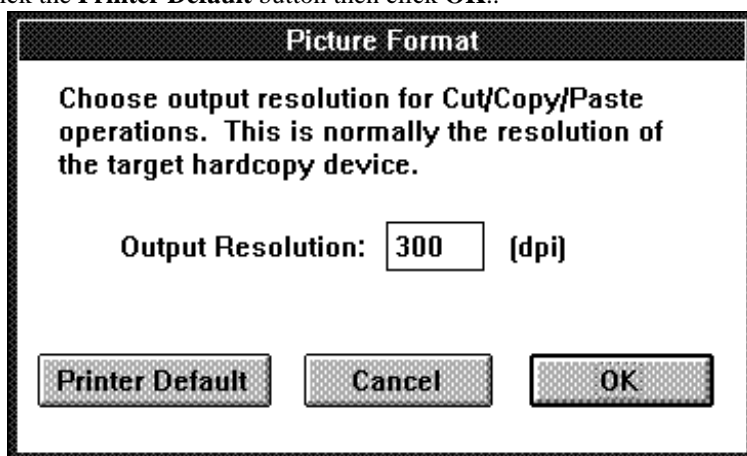 the Printer Default button then click OK..
Picture Format
Choose output resolution for Cut/Copy/Paste
operations. This is normally the resolution of
the target hardcopy device.
Output Resolution: 300 (dpi)
Printer Default Cancel OK